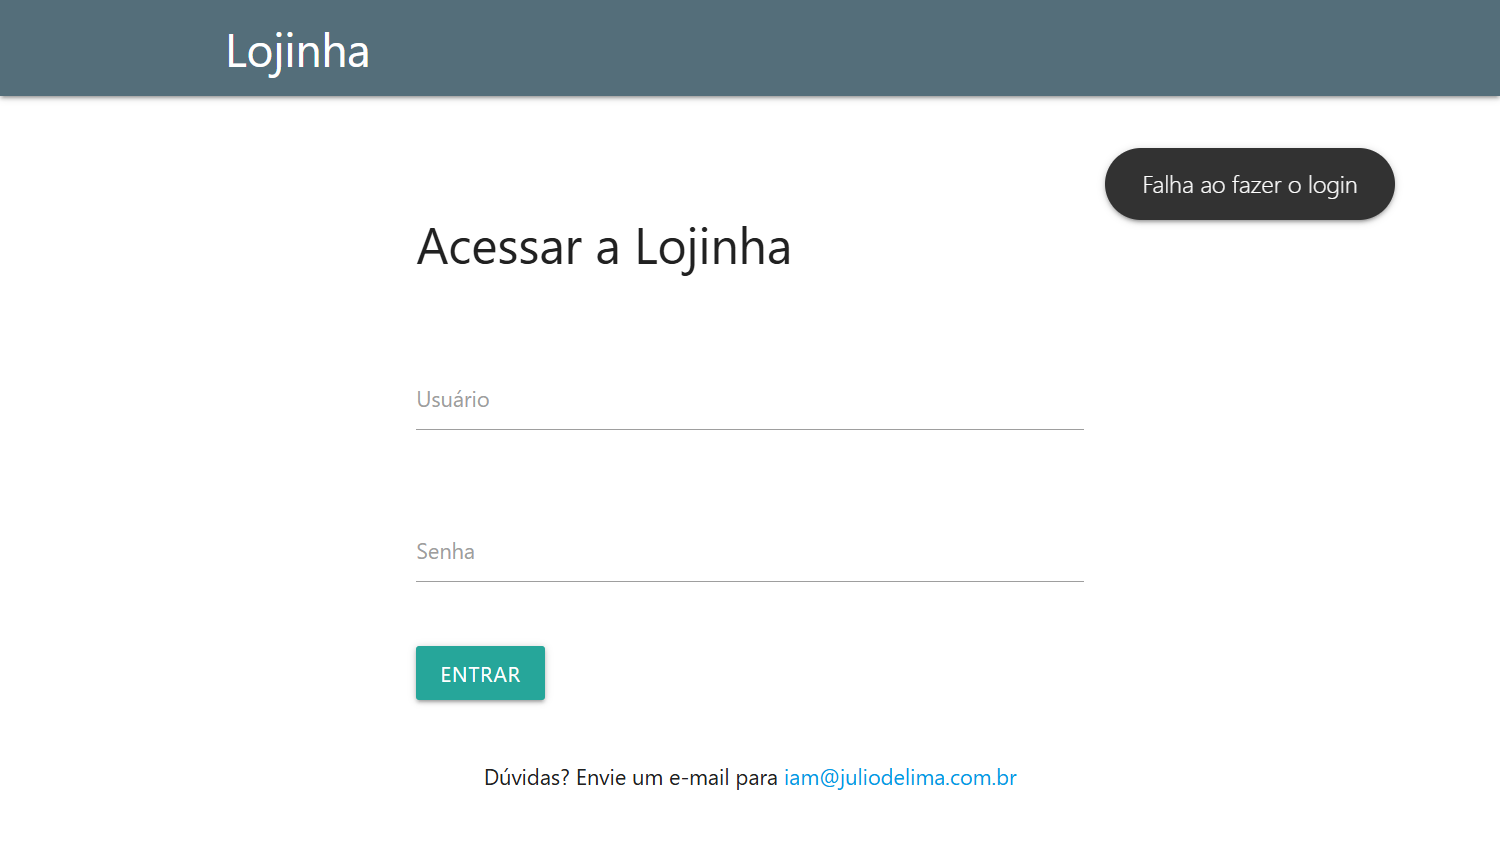 Lojinha
Falha ao fazer o login
Acessar a Lojinha
Usuário
Senha
ENTRAR
Dúvidas? Envie um e-mail para iam@juliodelima.com.br